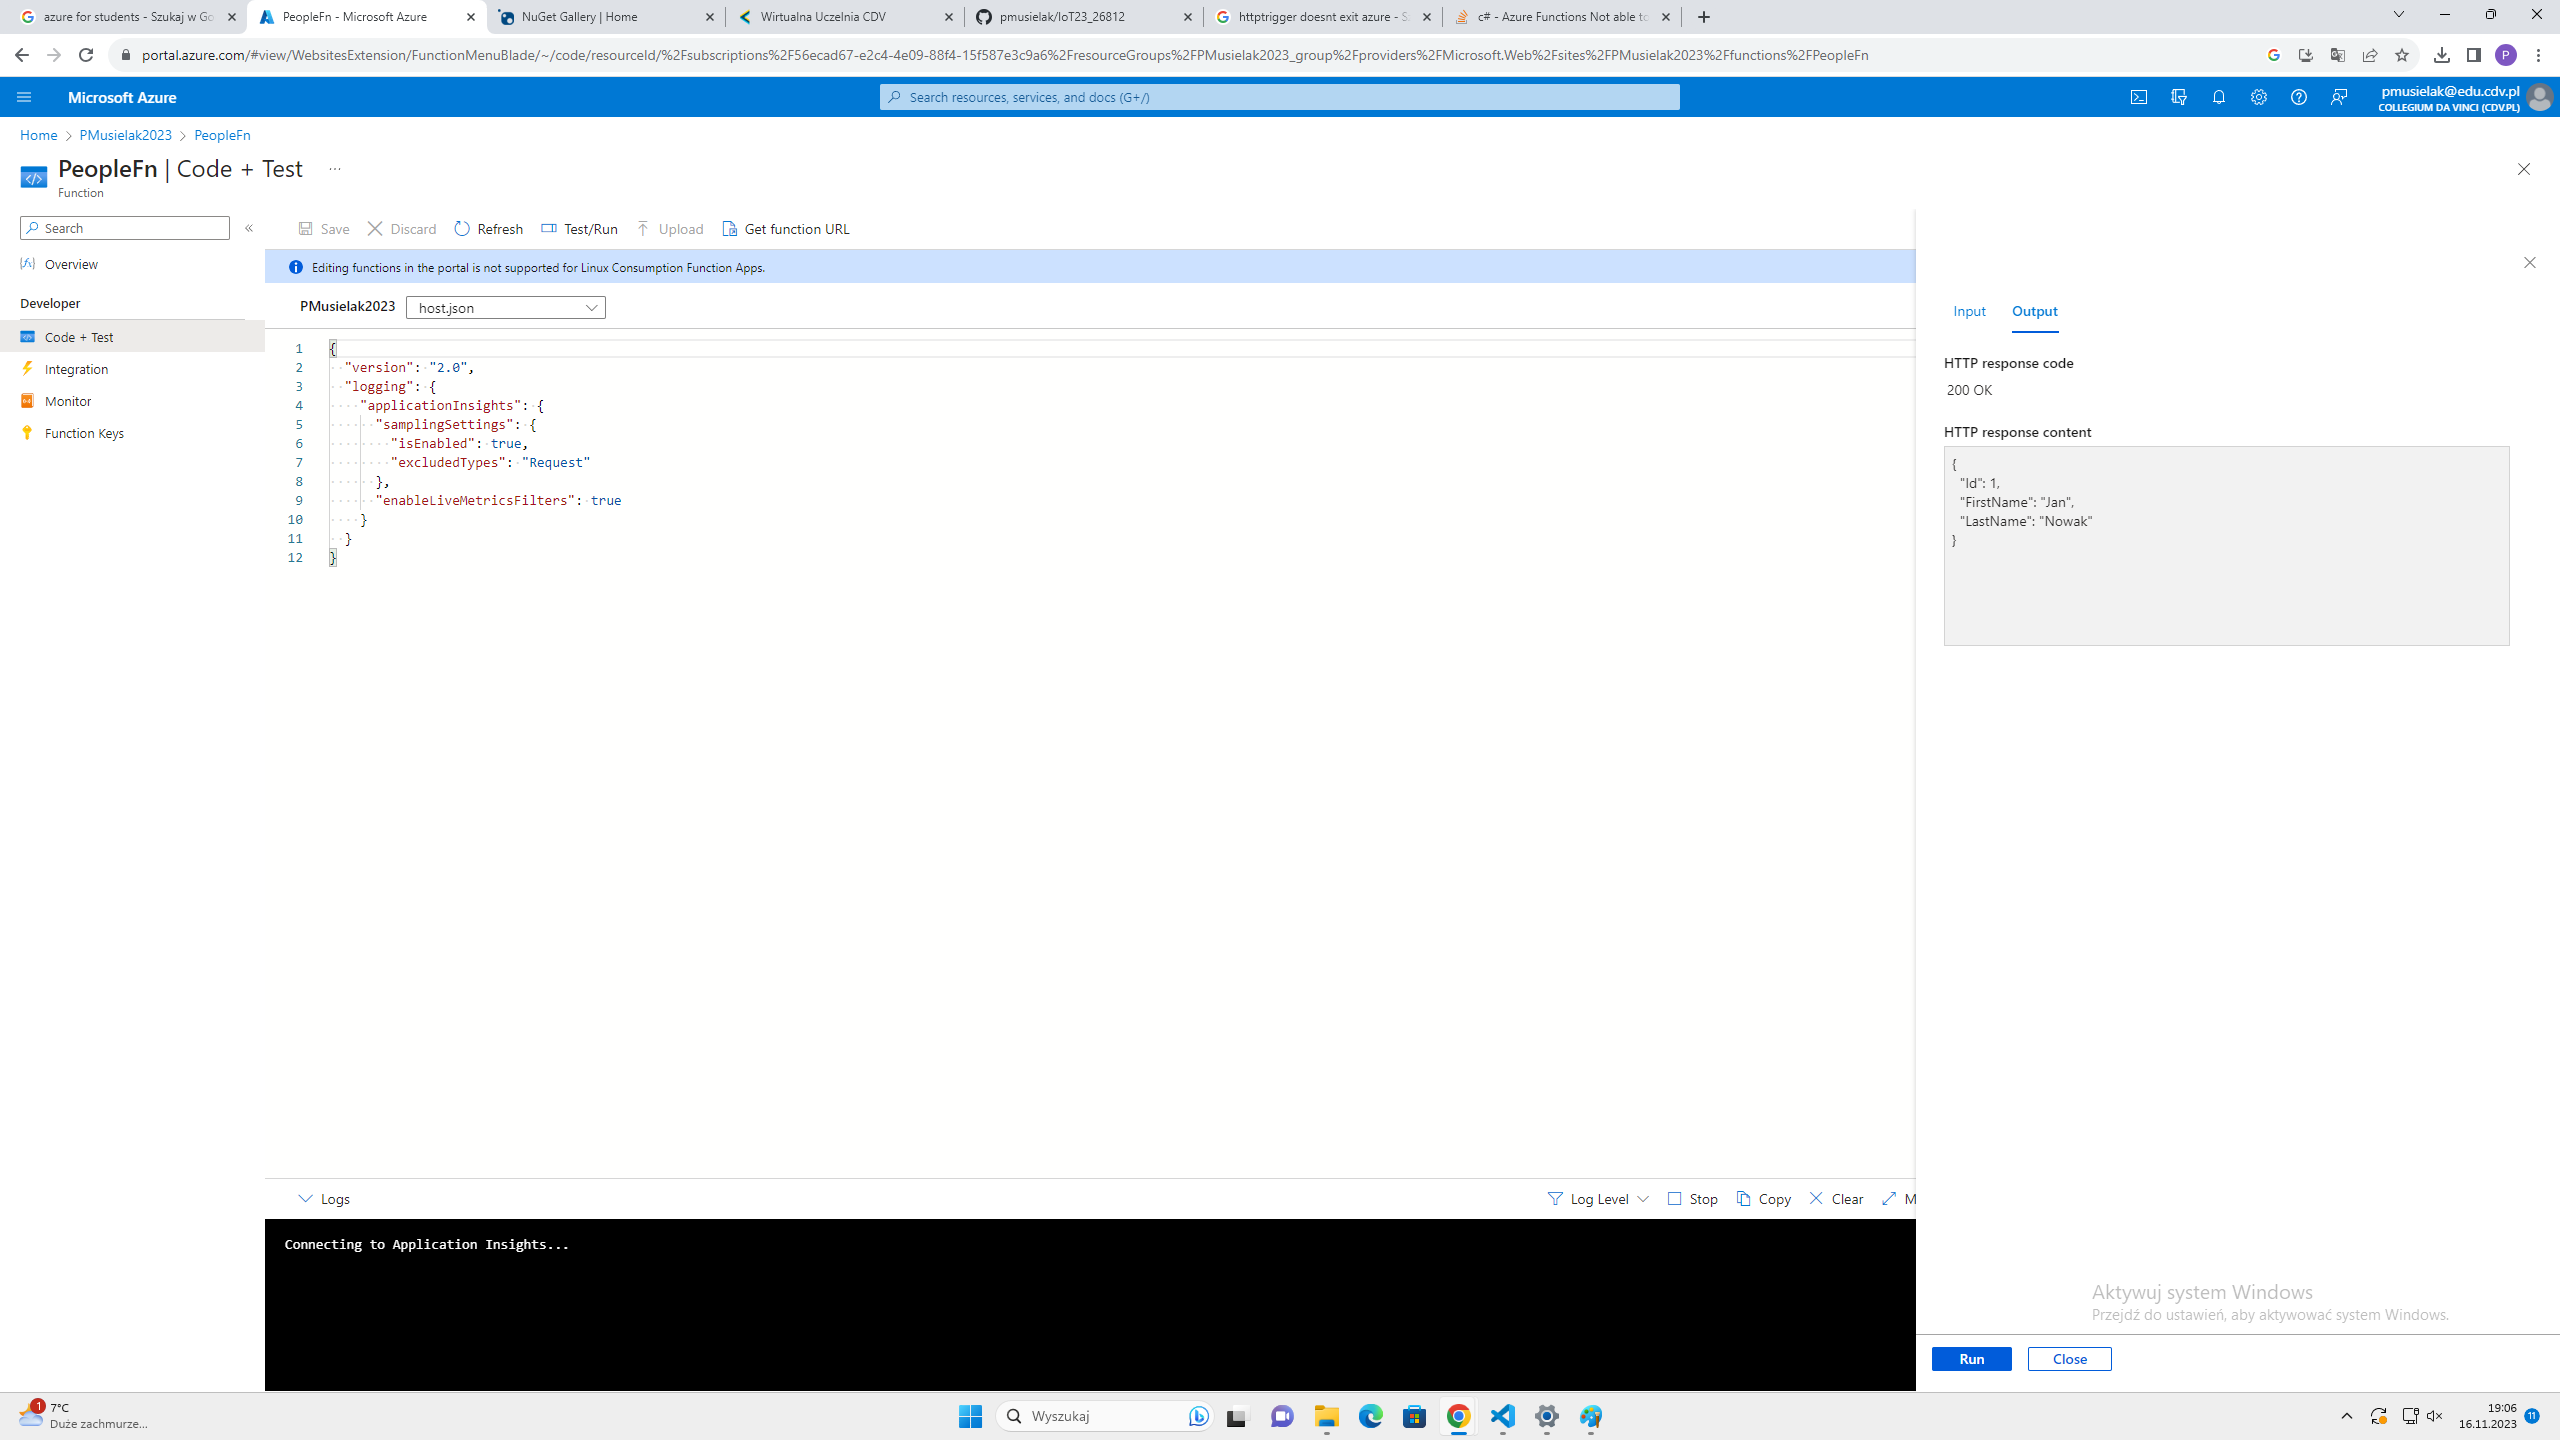 azure for students - Szukaj w Go
PeopleFn - Microsoft Azure
NuGet Gallery | Home
Wirtualna Uczelnia CDV
pmusielak/IoT23_26812
httptrigger doesnt exit azure - S
c# - Azure Functions Not able to
portal.azure.com/#view/WebsitesExtension/FunctionMenuBlade/~/code/resourceId/%2Fsubscriptions%2F56ecad67-e2c4-4e09-88f4-15f587e3c9a6%2FresourceGroups%2FPMusielak2023_group%2Fproviders%2FMicrosoft.Web%2Fsites%2FPMusielak2023%2Ffunctions%2FPeopleFn
P
Microsoft Azure
Search resources, services, and docs (G+/)
pmusielak@edu.cdv.pl
COLLEGIUM DA VINCI (CDV.PL)
Home > PMusielak2023 > PeopleFn
PeopleFn | Code + Test ...
Function
Search
«
Overview
Developer
Code + Test
Integration
Monitor
Function Keys
Save
Discard
Refresh
Test/Run
Upload
Get function URL
Editing functions in the portal is not supported for Linux Consumption Function Apps.
PMusielak2023 host.json
1 {
2 "version": "2.0",
3 "logging": {
4 "applicationInsights": {
5 "samplingSettings": {
6 "isEnabled": true,
7 "excludedTypes": "Request"
8 },
9 "enableLiveMetricsFilters": true
10 }
11 }
12 }
Logs
Log Level
Stop
Copy
Clear
M
Connecting to Application Insights...
Input
Output
HTTP response code
200 OK
HTTP response content
{
"Id": 1,
"FirstName": "Jan",
"LastName": "Nowak"
}
Aktywuj system Windows
Przejdź do ustawień, aby aktywować system Windows.
Run
Close
1
7°C
Duże zachmurze...
Wyszukaj
19:06
16.11.2023
11